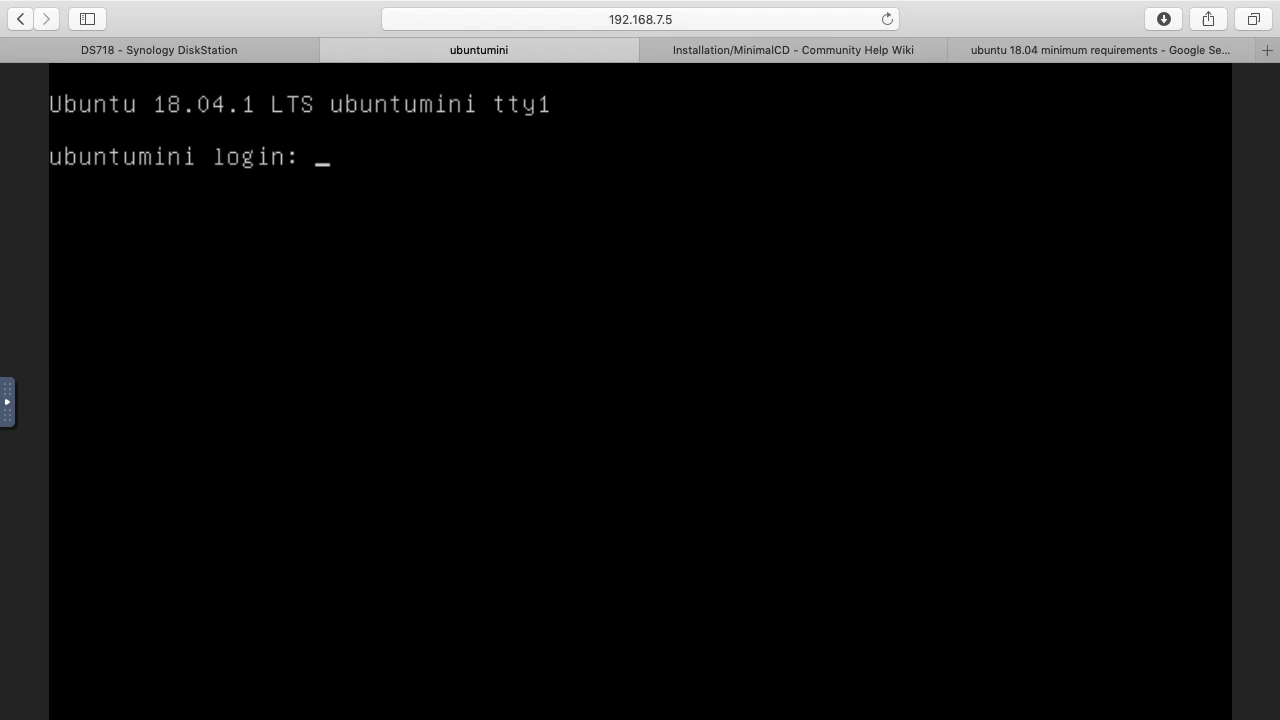 192.168.7.5
DS718 - Synology DiskStation
ubuntumini
Installation/MinimalCD - Community Help Wiki
ubuntu 18.04 minimum requirements - Google Se...
Ubuntu 18.04.1 LTS ubuntumini tty1
ubuntumini login: _